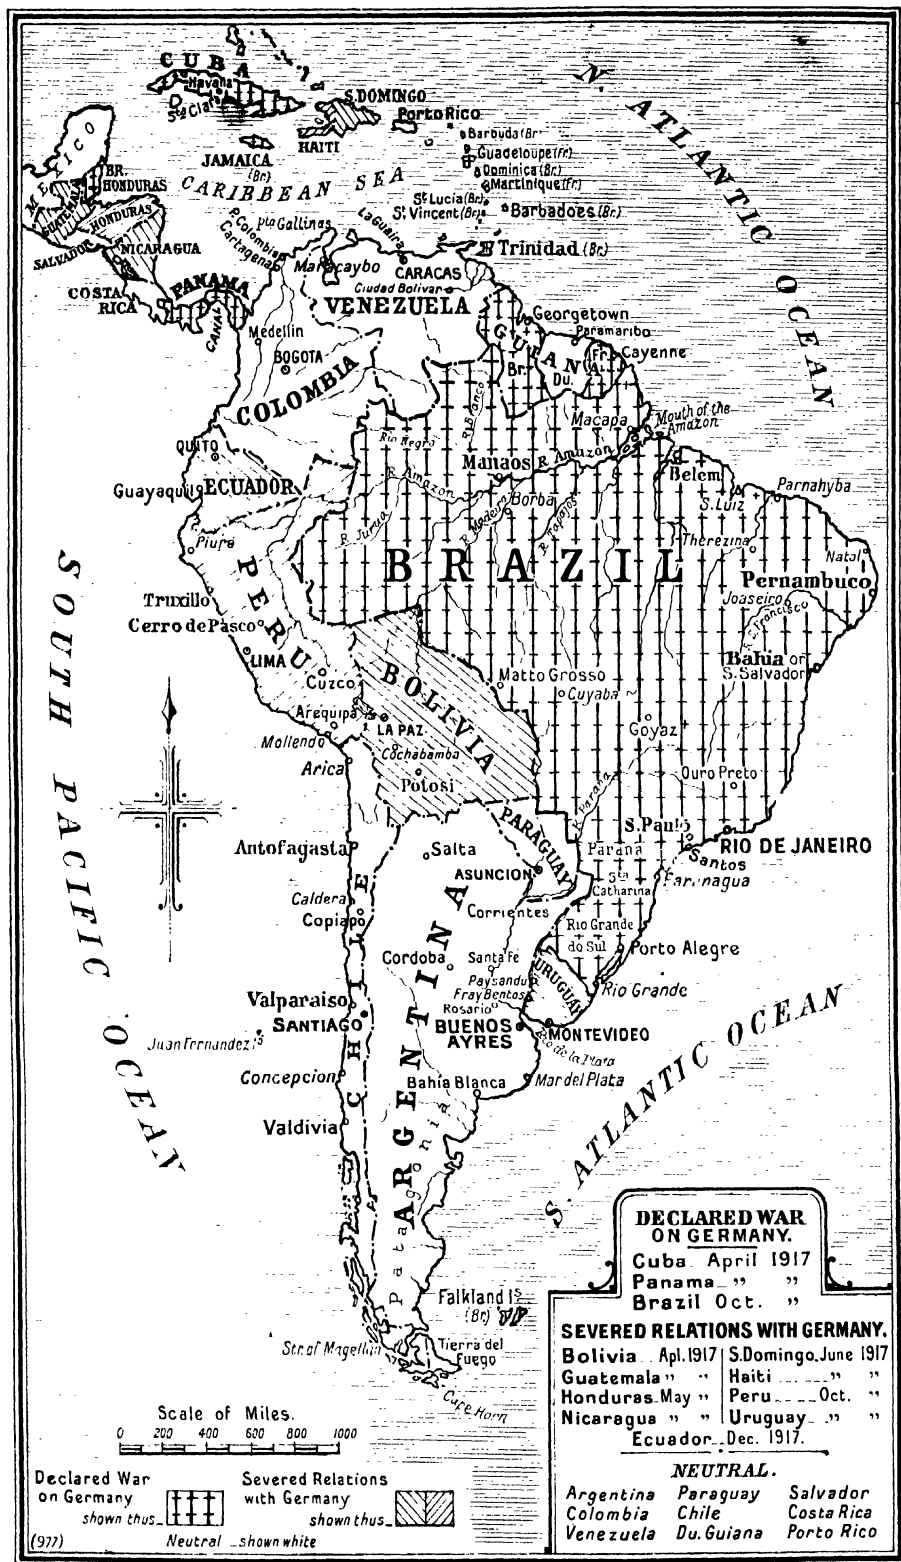 CUBA
Havana
Sta Clara
S. DOMINGO
Porto Rico
HAITI
JAMAICA
(Br)
CARIBBEAN SEA
N. ATLANTIC OCEAN
Barbuda (Br)
Guadeloupe (Fr.)
Dominica (Br.)
Martinique (Fr.)
St Lucia (Br.)
St Vincent (Br.)
Barbadoes (Br.)
Trinidad (Br.)
MEXICO
BR.
HONDURAS
GUATEMALA
HONDURAS
SALVADOR
NICARAGUA
COSTA
RICA
PANAMA
CANAL
Pta Gallinas
P. Colombia
Cartagena
La Guaira
Maracaybo
CARACAS
Ciudad Bolivar
VENEZUELA
Medellin
BOGOTA
COLOMBIA
Georgetown
Paramaribo
Cayenne
GUIANA
Br.
Du.
Fr.
QUITO
Guayaquil
ECUADOR
Rio Negro
R. Branco
Macapa
Mouth of the
Amazon
Manaos
R. Amazon
R. Amazon
Belem
S. Luiz
Parnahyba
Borba
R. Madeira
R. Tapajos
R. Jurua
Therezina
Natal
Piura
PERU
BRAZIL
Pernambuco
Joaseiro
R. S. Francisco
Truxillo
Cerro de Pasco
LIMA
Cuzco
BOLIVIA
Matto Grosso
Cuyaba
Bahia or
S. Salvador
Arequipa
LA PAZ
Mollendo
Cochabamba
Goyaz
Arica
Potosi
Ouro Preto
R. Parana
PARAGUAY
S. Paulo
RIO DE JANEIRO
Antofagasta
Salta
Parana
Santos
ASUNCION
Sta
Catharina
Paranagua
Caldera
Copiapo
Corrientes
Rio Grande
do Sul
Porto Alegre
Cordoba
Santa Fé
Paysandu
Fray Bentos
Rosario
URUGUAY
Rio Grande
Valparaiso
SANTIAGO
BUENOS
AYRES
MONTEVIDEO
Rio de la Plata
Juan Fernandez Is
CHILE
ARGENTINA
Concepcion
Bahia Blanca
Mar del Plata
Valdivia
Patagonia
SOUTH PACIFIC OCEAN
S. ATLANTIC OCEAN
Falkland Is
(Br)
Str. of Magellan
Tierra del
Fuego
Cape Horn
DECLARED WAR
ON GERMANY.
Cuba April 1917
Panama „ „
Brazil Oct. „
SEVERED RELATIONS WITH GERMANY.
Bolivia Apl. 1917 S. Domingo June 1917
Guatemala „ „ Haiti „ „
Honduras May „ Peru Oct. „
Nicaragua „ „ Uruguay „ „
Ecuador Dec. 1917.
NEUTRAL.
Argentina Paraguay Salvador
Colombia Chile Costa Rica
Venezuela Du. Guiana Porto Rico
Scale of Miles.
0 200 400 600 800 1000
Declared War
on Germany
shown thus
Severed Relations
with Germany
shown thus
Neutral shown white
(977)